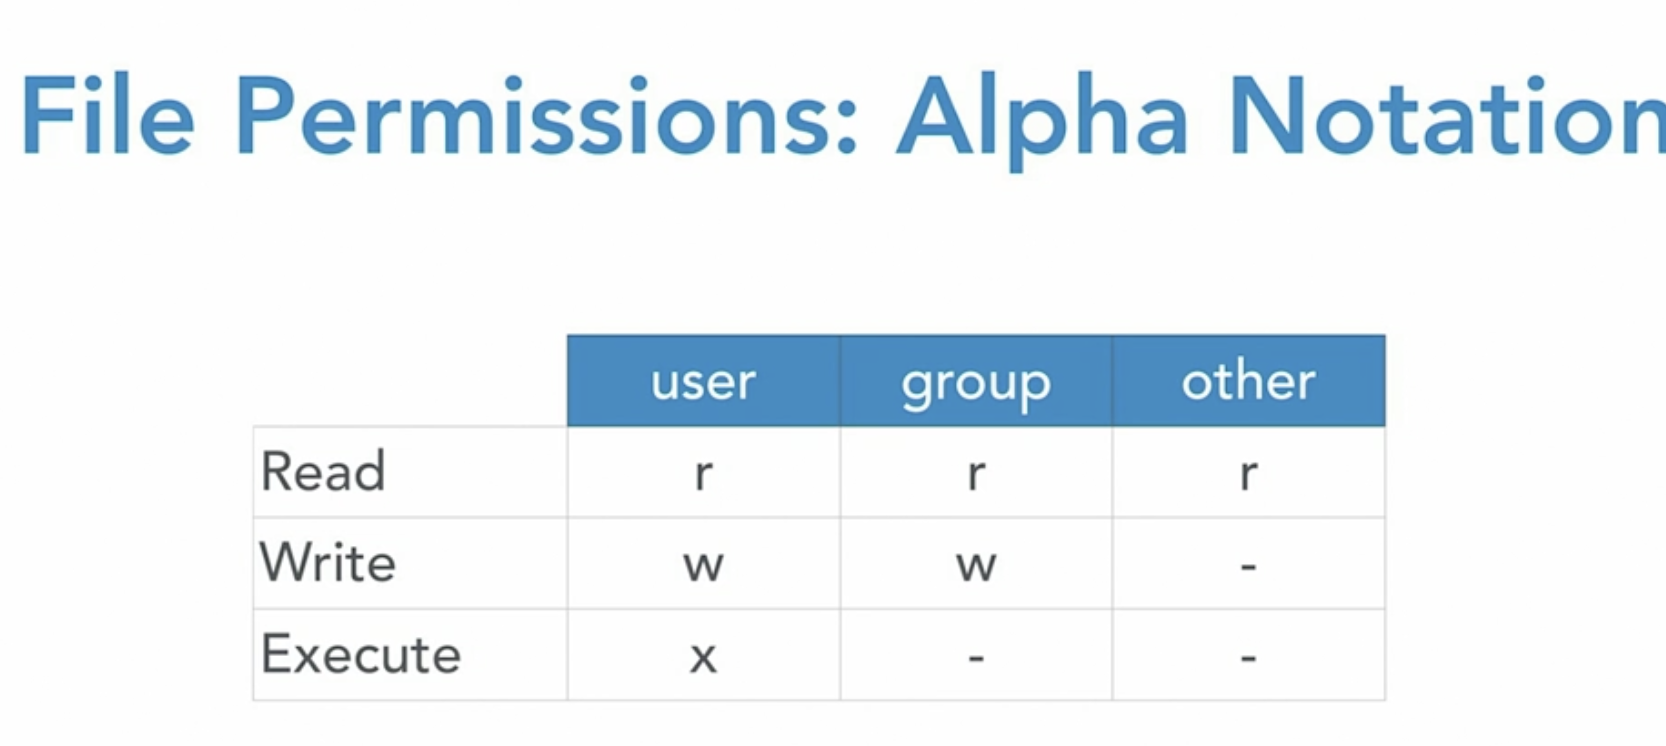 File Permissions: Alpha Notation
user group other
Read r r r
Write w w -
Execute x - -